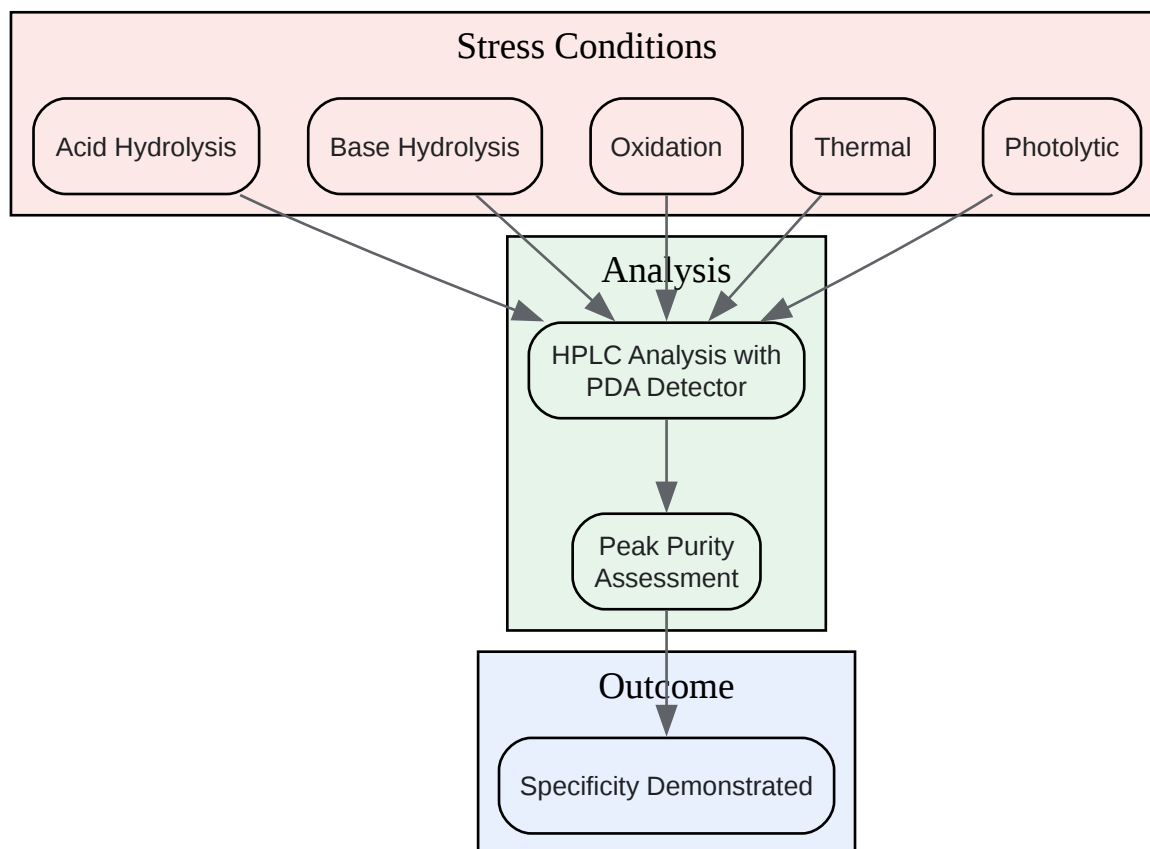 Stress Conditions
Acid Hydrolysis
Base Hydrolysis
Oxidation
Thermal
Photolytic
Analysis
HPLC Analysis with
PDA Detector
Peak Purity
Assessment
Outcome
Specificity Demonstrated